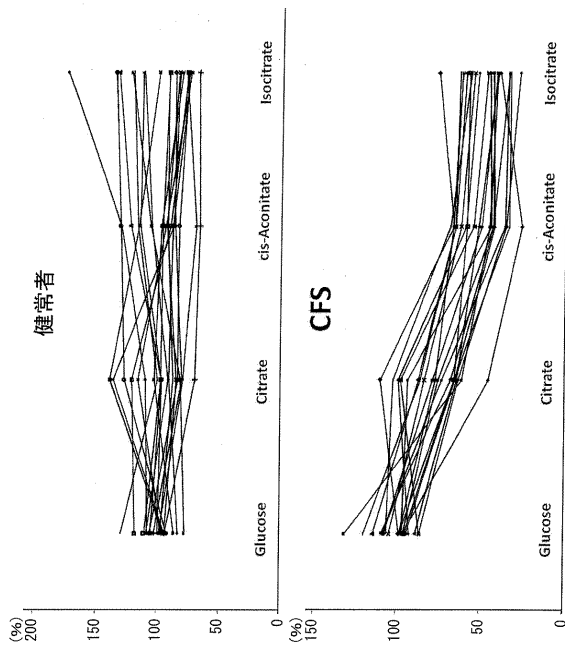 健常者
(%)
200
150
100
50
0
Glucose
Citrate
cis-Aconitate
Isocitrate
CFS
(%)
150
100
50
0
Glucose
Citrate
cis-Aconitate
Isocitrate